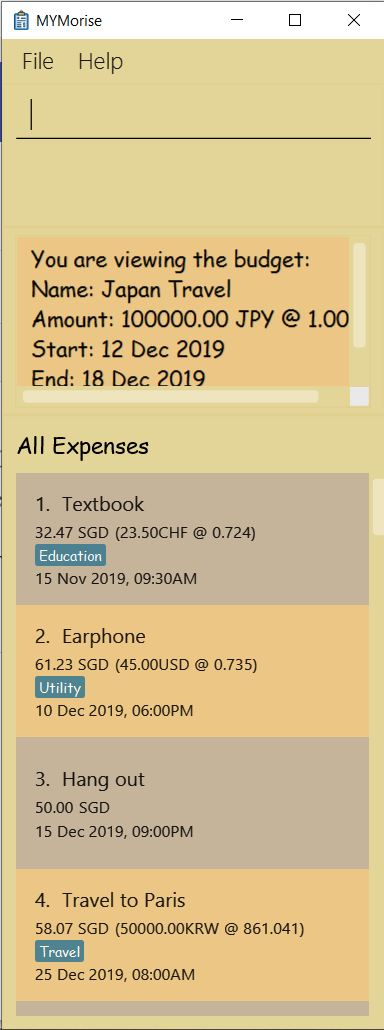 MYMorise
File Help
You are viewing the budget:
Name: Japan Travel
Amount: 100000.00 JPY @ 1.00
Start: 12 Dec 2019
End: 18 Dec 2019
All Expenses
1. Textbook
32.47 SGD (23.50CHF @ 0.724)
Education
15 Nov 2019, 09:30AM
2. Earphone
61.23 SGD (45.00USD @ 0.735)
Utility
10 Dec 2019, 06:00PM
3. Hang out
50.00 SGD
15 Dec 2019, 09:00PM
4. Travel to Paris
58.07 SGD (50000.00KRW @ 861.041)
Travel
25 Dec 2019, 08:00AM